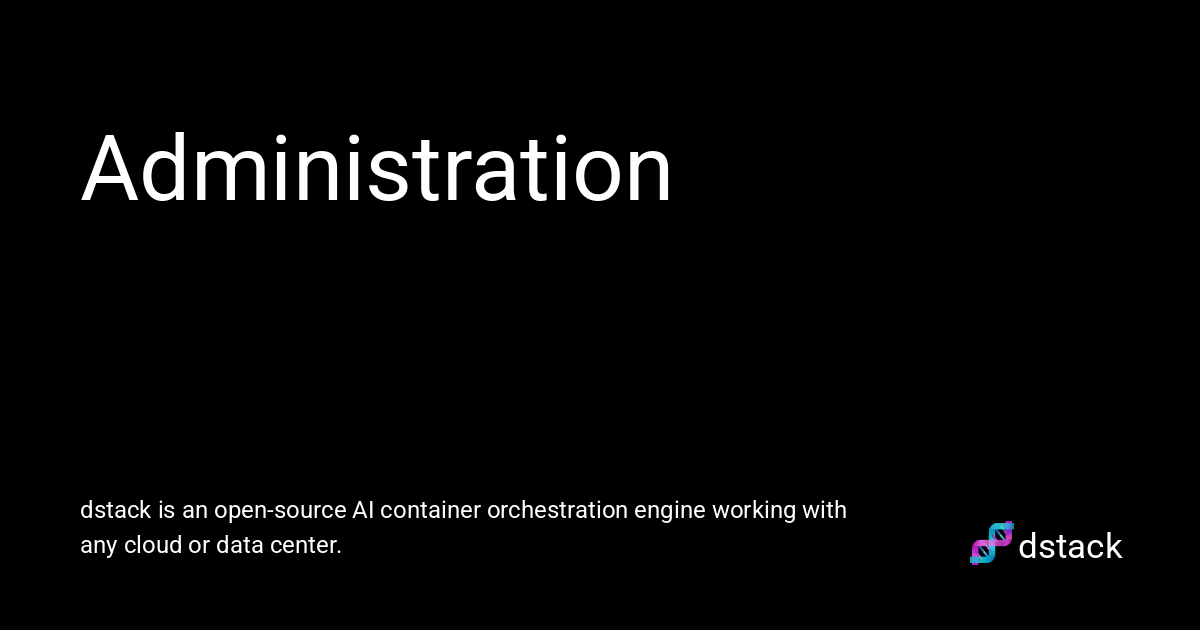 Administration
dstack is an open-source AI container orchestration engine working with
any cloud or data center.
dstack